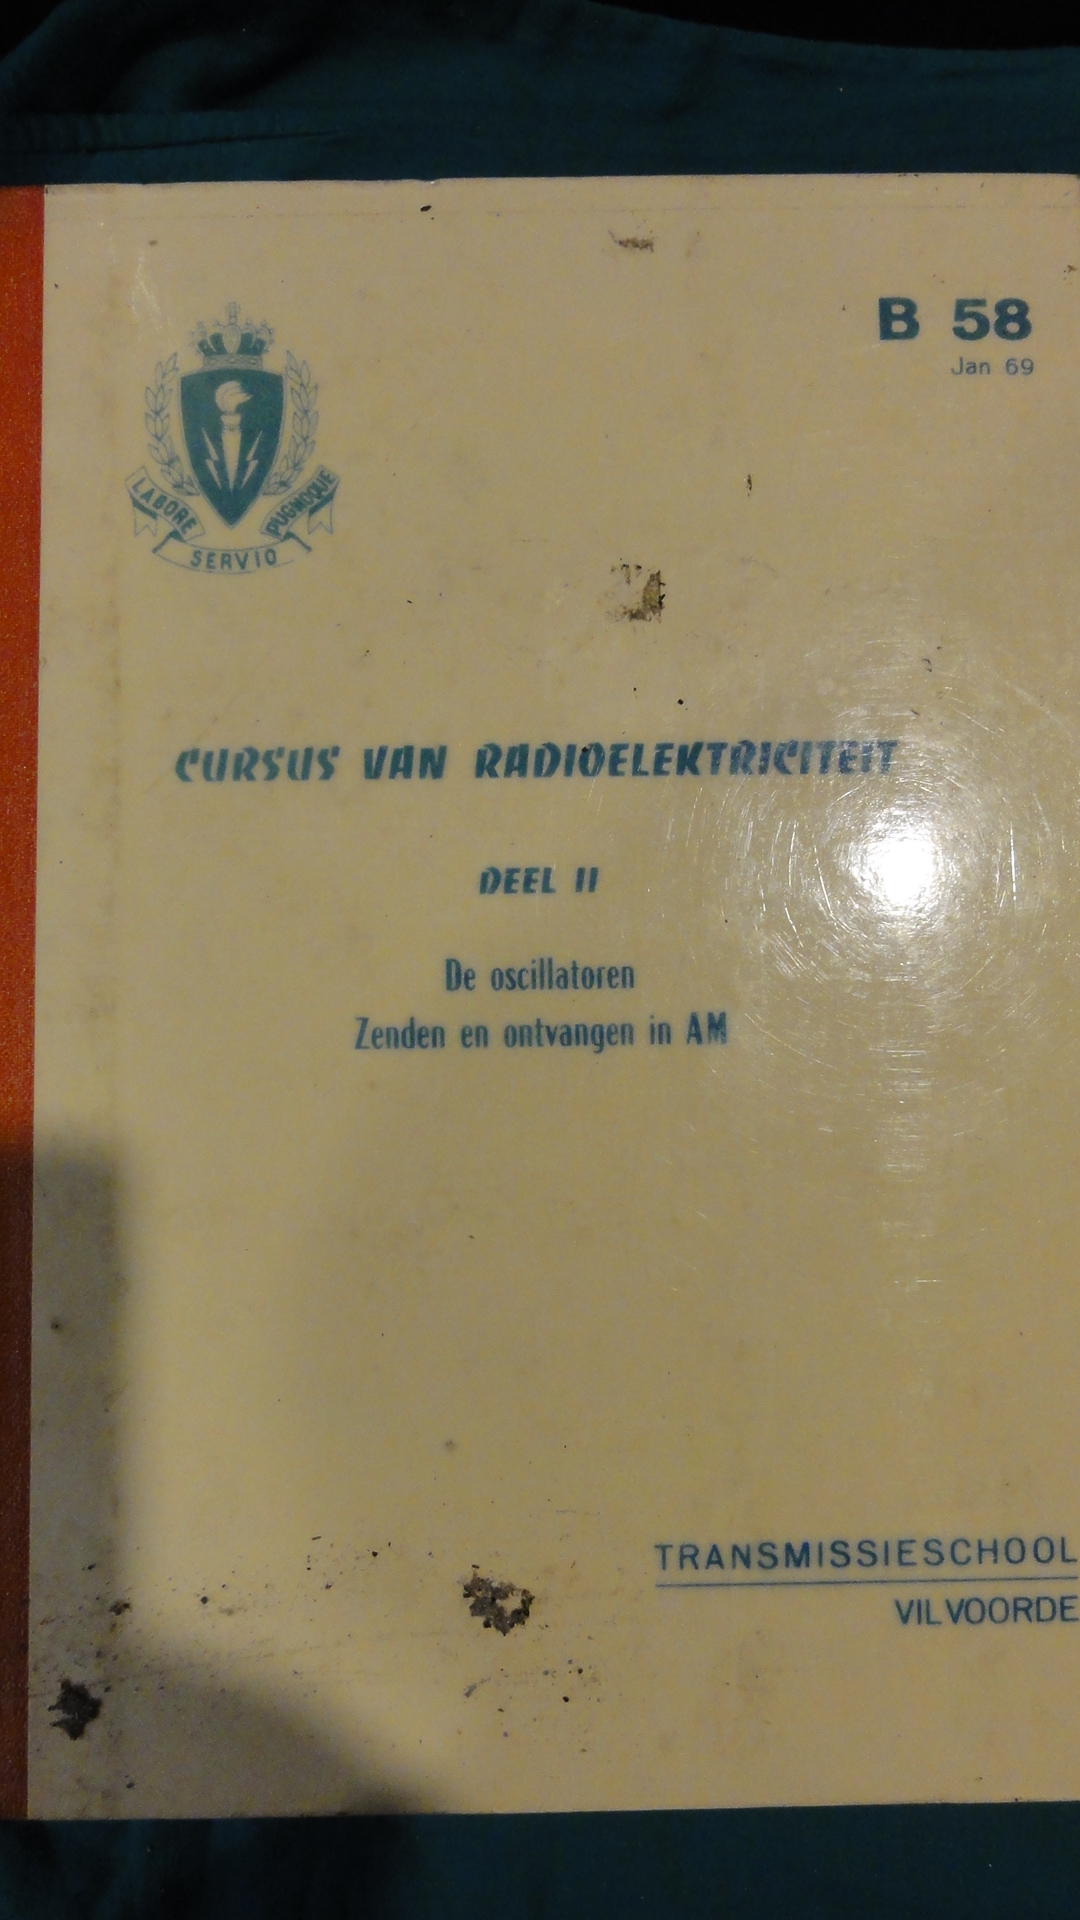 B 58
Jan 69
LABORE
PUGNOQUE
SERVIO
CURSUS VAN RADIOELEKTRICITEIT
DEEL II
De oscillatoren
Zenden en ontvangen in AM
TRANSMISSIESCHOOL
VILVOORDE